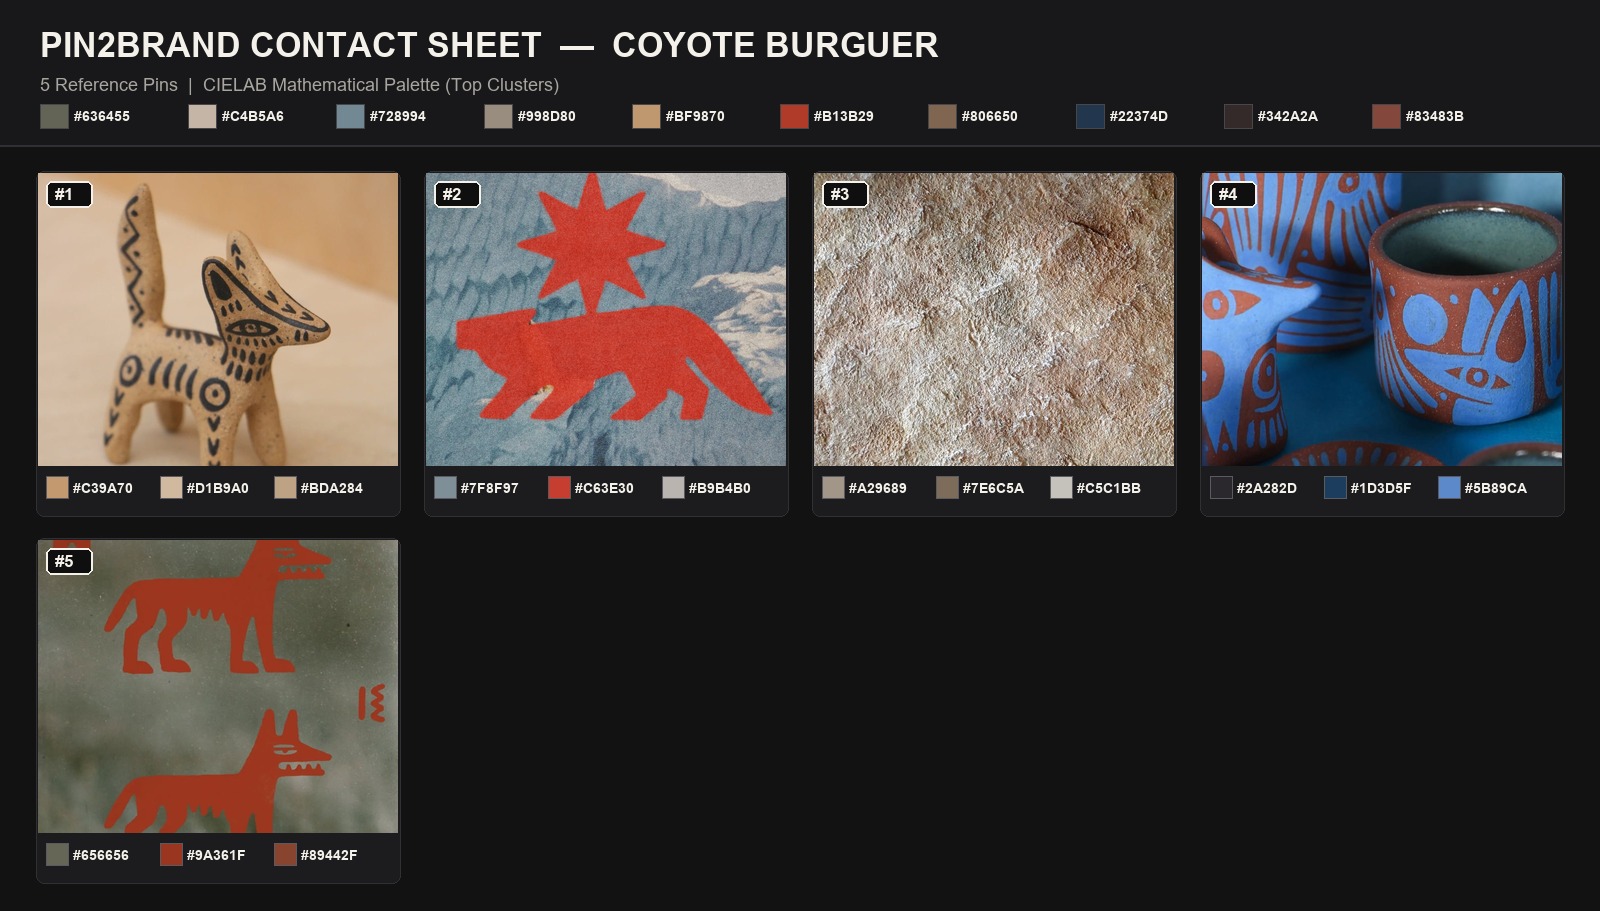 PIN2BRAND CONTACT SHEET — COYOTE BURGUER
5 Reference Pins | CIELAB Mathematical Palette (Top Clusters)
#636455 #C4B5A6 #728994 #998D80 #BF9870 #B13B29 #806650 #22374D #342A2A #83483B
#1 #2 #3 #4
#C39A70 #D1B9A0 #BDA284 #7F8F97 #C63E30 #B9B4B0 #A29689 #7E6C5A #C5C1BB #2A282D #1D3D5F #5B89CA
#5
#656656 #9A361F #89442F